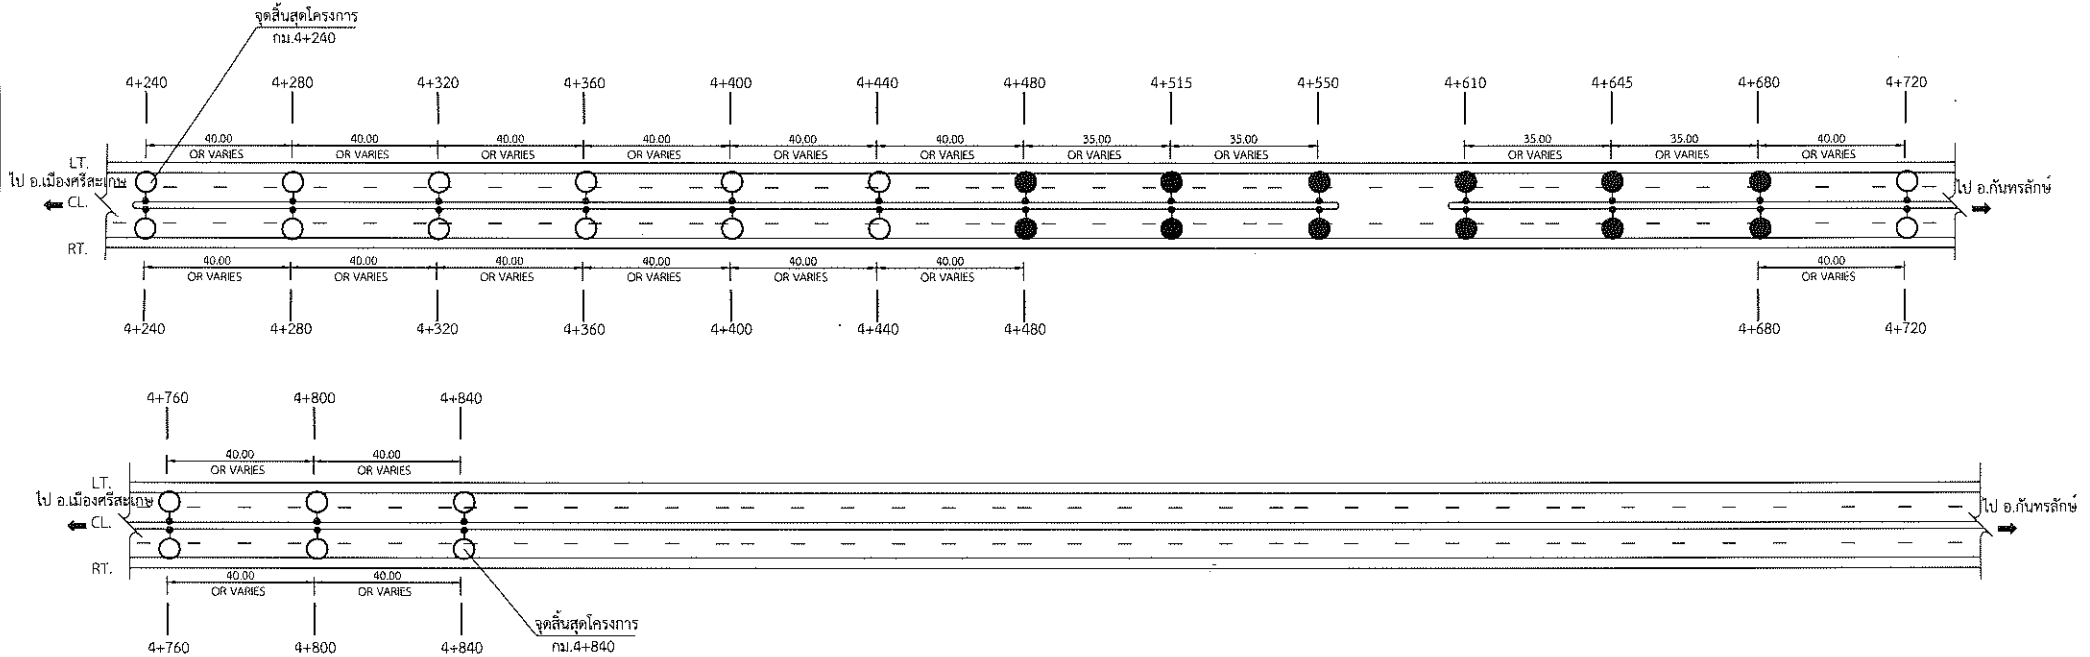 จุดสิ้นสุดโครงการ
กม.4+240
4+240 4+280 4+320 4+360 4+400 4+440 4+480 4+515 4+550 4+610 4+645 4+680 4+720
40.00 40.00 40.00 40.00 40.00 40.00 35.00 35.00 35.00 35.00 40.00
OR VARIES OR VARIES OR VARIES OR VARIES OR VARIES OR VARIES OR VARIES OR VARIES OR VARIES OR VARIES OR VARIES
LT.
ไป อ.เมืองศรีสะเกษ ไป อ.กันทรลักษ์
CL.
RT.
40.00 40.00 40.00 40.00 40.00 40.00 40.00
OR VARIES OR VARIES OR VARIES OR VARIES OR VARIES OR VARIES OR VARIES
4+240 4+280 4+320 4+360 4+400 4+440 4+480 4+680 4+720
4+760 4+800 4+840
40.00 40.00
OR VARIES OR VARIES
LT.
ไป อ.เมืองศรีสะเกษ ไป อ.กันทรลักษ์
CL.
RT.
40.00 40.00
OR VARIES OR VARIES
จุดสิ้นสุดโครงการ
กม.4+840
4+760 4+800 4+840